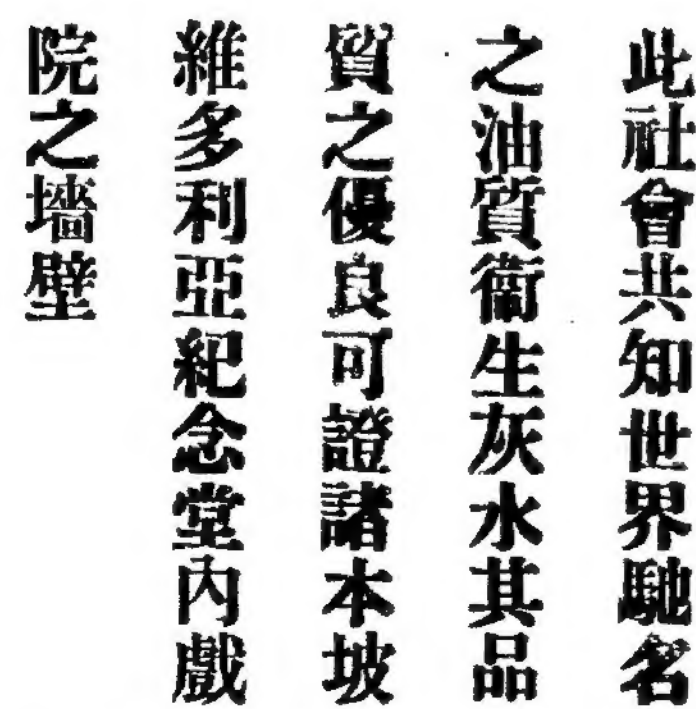 此社會共知世界馳名
之油質衞生灰水其品
質之優良可證諸本坡
維多利亞紀念堂內戲
院之墻壁